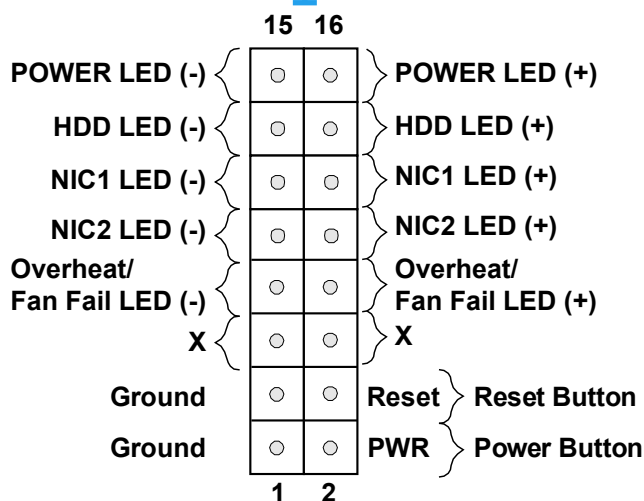 15 16
POWER LED (-) POWER LED (+)
HDD LED (-) HDD LED (+)
NIC1 LED (-) NIC1 LED (+)
NIC2 LED (-) NIC2 LED (+)
Overheat/ Overheat/
Fan Fail LED (-) Fan Fail LED (+)
X X
Ground Reset Reset Button
Ground PWR Power Button
1 2